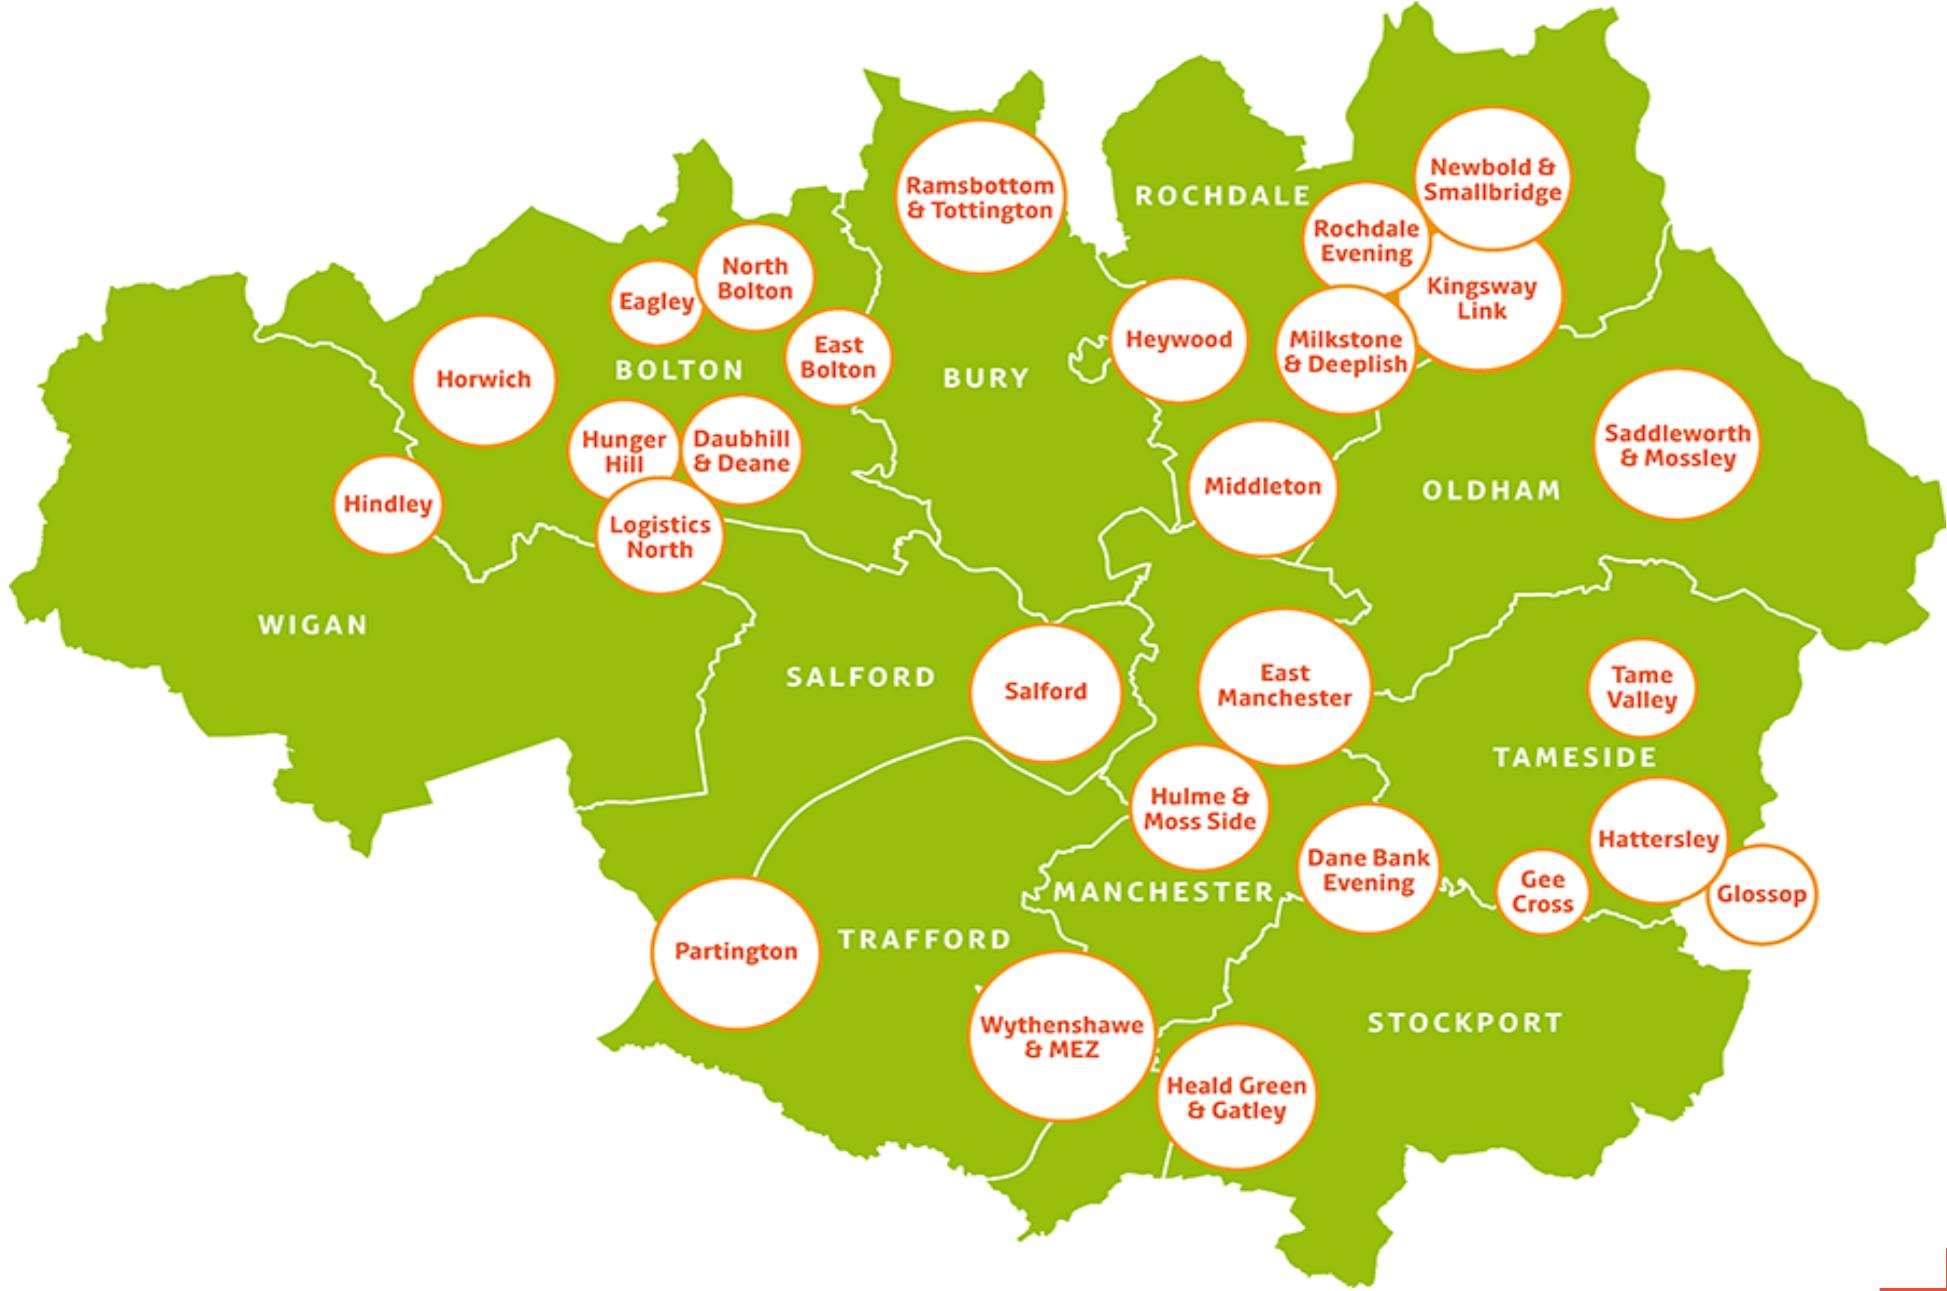 Ramsbottom
& Tottington
Newbold &
Smallbridge
ROCHDALE
Rochdale
Evening
North
Bolton
Eagley
Kingsway
Link
Heywood
Milkstone
& Deeplish
East
Bolton
BOLTON
BURY
Horwich
Hunger
Hill
Daubhill
& Deane
Saddleworth
& Mossley
Middleton
OLDHAM
Hindley
Logistics
North
WIGAN
SALFORD
Salford
East
Manchester
Tame
Valley
TAMESIDE
Hulme &
Moss Side
Hattersley
Dane Bank
Evening
Gee
Cross
Glossop
MANCHESTER
TRAFFORD
Partington
Wythenshawe
& MEZ
STOCKPORT
Heald Green
& Gatley